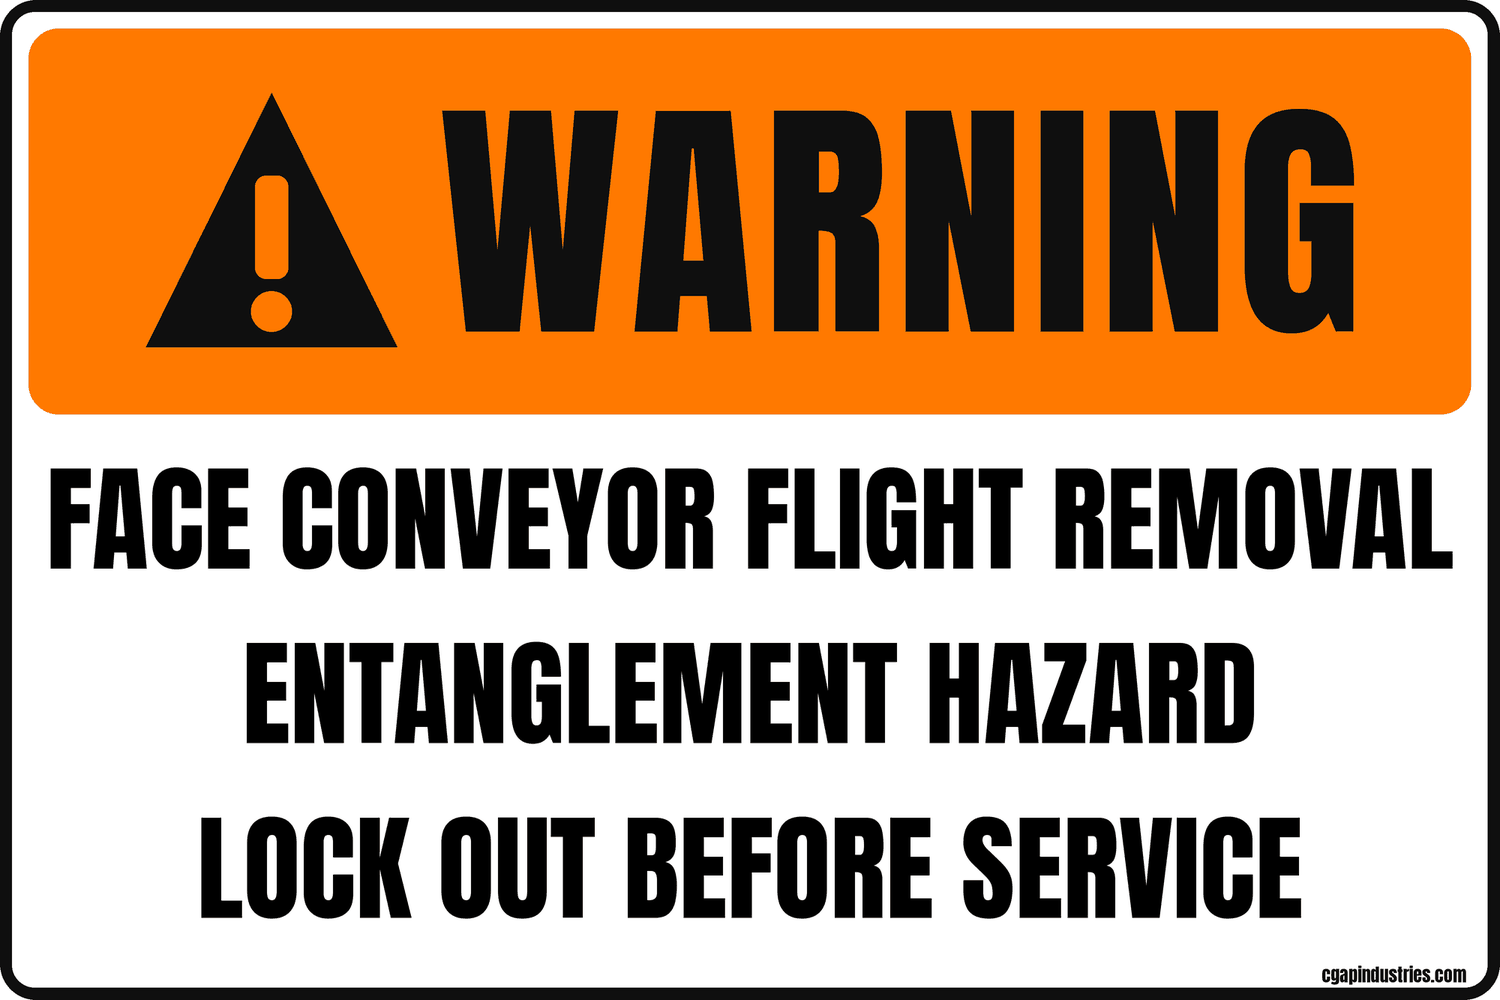 WARNING
FACE CONVEYOR FLIGHT REMOVAL
ENTANGLEMENT HAZARD
LOCK OUT BEFORE SERVICE
cgapindustries.com